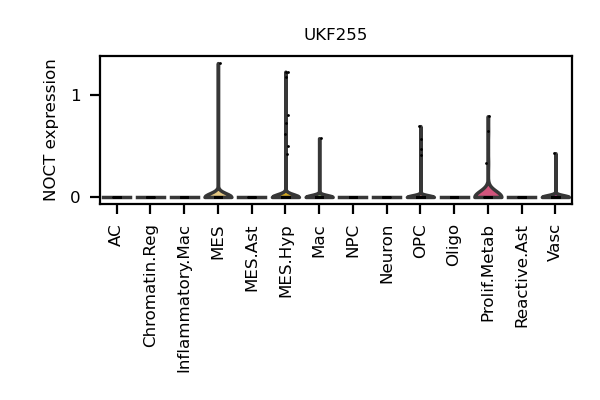 UKF255
NOCT expression
1
0
AC
Chromatin.Reg
Inflammatory.Mac
MES
MES.Ast
MES.Hyp
Mac
NPC
Neuron
OPC
Oligo
Prolif.Metab
Reactive.Ast
Vasc